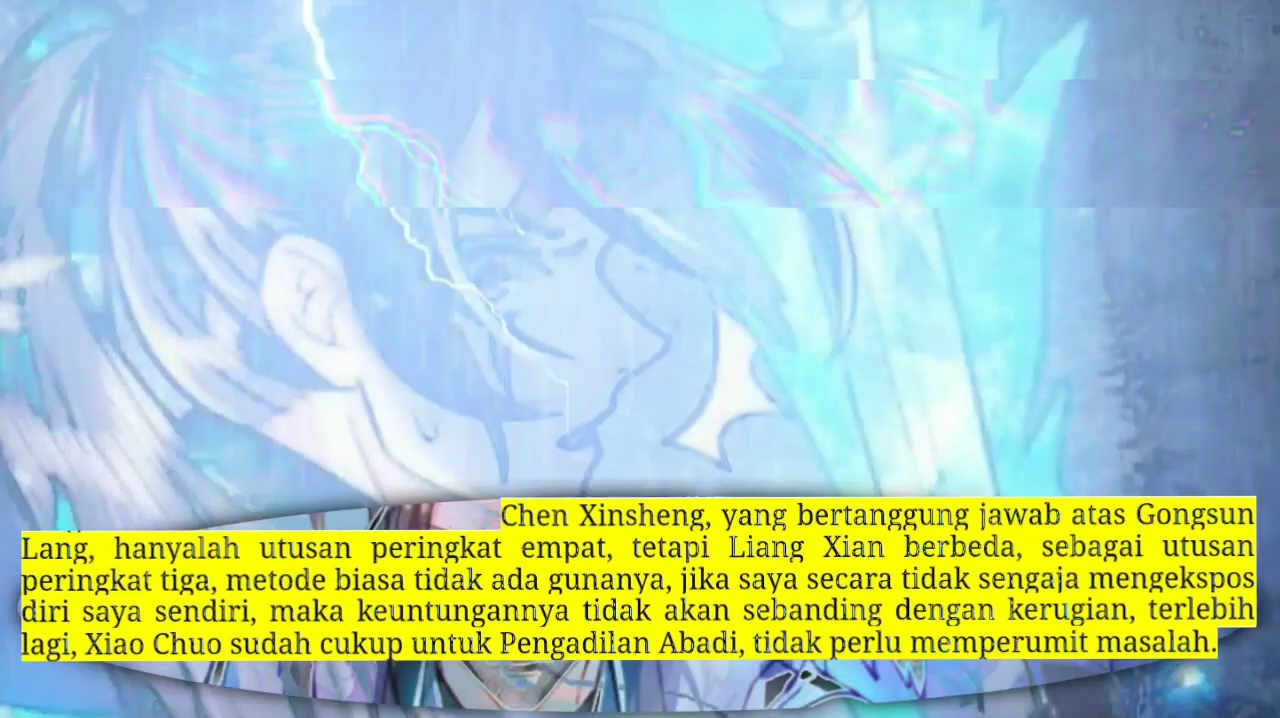 Chen Xinsheng, yang bertanggung jawab atas Gongsun
Lang, hanyalah utusan peringkat empat, tetapi Liang Xian berbeda, sebagai utusan
peringkat tiga, metode biasa tidak ada gunanya, jika saya secara tidak sengaja mengekspos
diri saya sendiri, maka keuntungannya tidak akan sebanding dengan kerugian, terlebih
lagi, Xiao Chuo sudah cukup untuk Pengadilan Abadi, tidak perlu memperumit masalah.